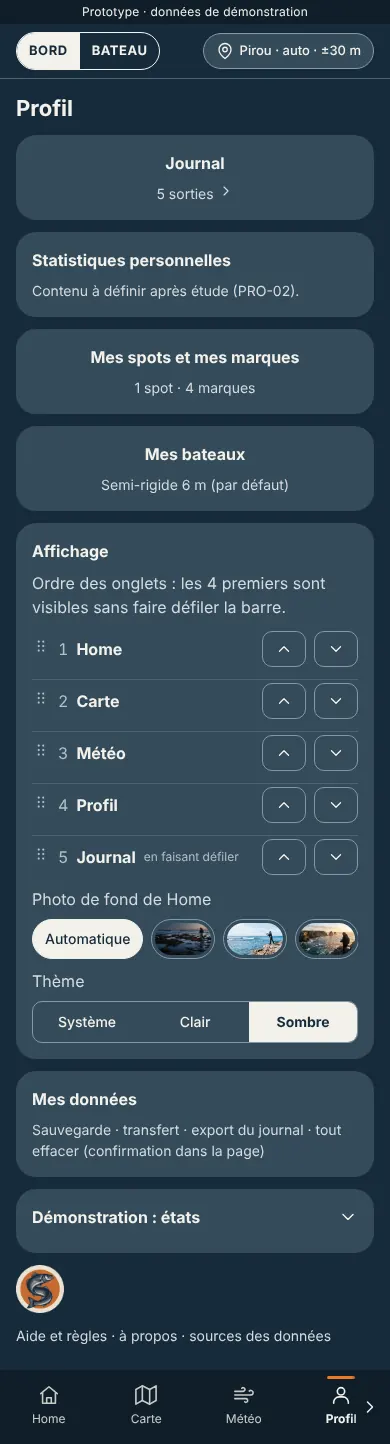 Prototype · données de démonstration
BORD BATEAU Pirou · auto · ±30 m
Profil
Journal
5 sorties
Statistiques personnelles
Contenu à définir après étude (PRO-02).
Mes spots et mes marques
1 spot · 4 marques
Mes bateaux
Semi-rigide 6 m (par défaut)
Affichage
Ordre des onglets : les 4 premiers sont
visibles sans faire défiler la barre.
1 Home
2 Carte
3 Météo
4 Profil
5 Journal en faisant défiler
Photo de fond de Home
Automatique
Thème
Système Clair Sombre
Mes données
Sauvegarde · transfert · export du journal · tout
effacer (confirmation dans la page)
Démonstration : états
Aide et règles · à propos · sources des données
Home Carte Météo Profil